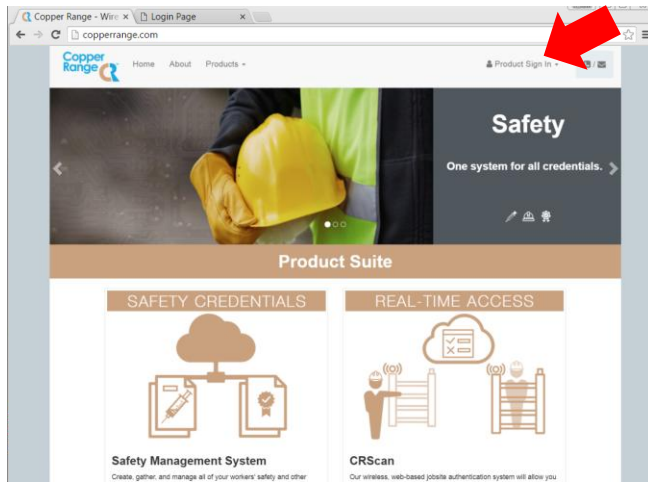 Copper Range - Wire
Login Page
copperrange.com
Copper
Range
Home About Products
Product Sign In
/
Safety
One system for all credentials.
Product Suite
SAFETY CREDENTIALS
REAL-TIME ACCESS
Safety Management System
CRScan
Create, gather, and manage all of your workers' safety and other
Our wireless, web-based jobsite authentication system will allow you